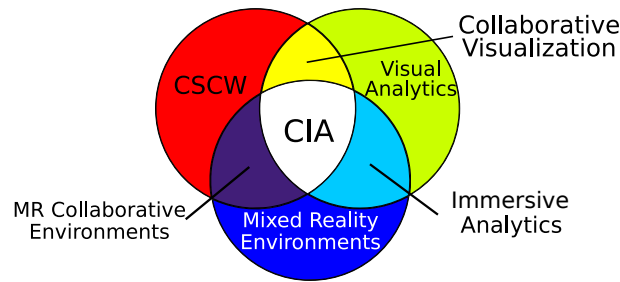 Collaborative
Visualization
CSCW
Visual
Analytics
CIA
MR Collaborative
Environments
Mixed Reality
Environments
Immersive
Analytics